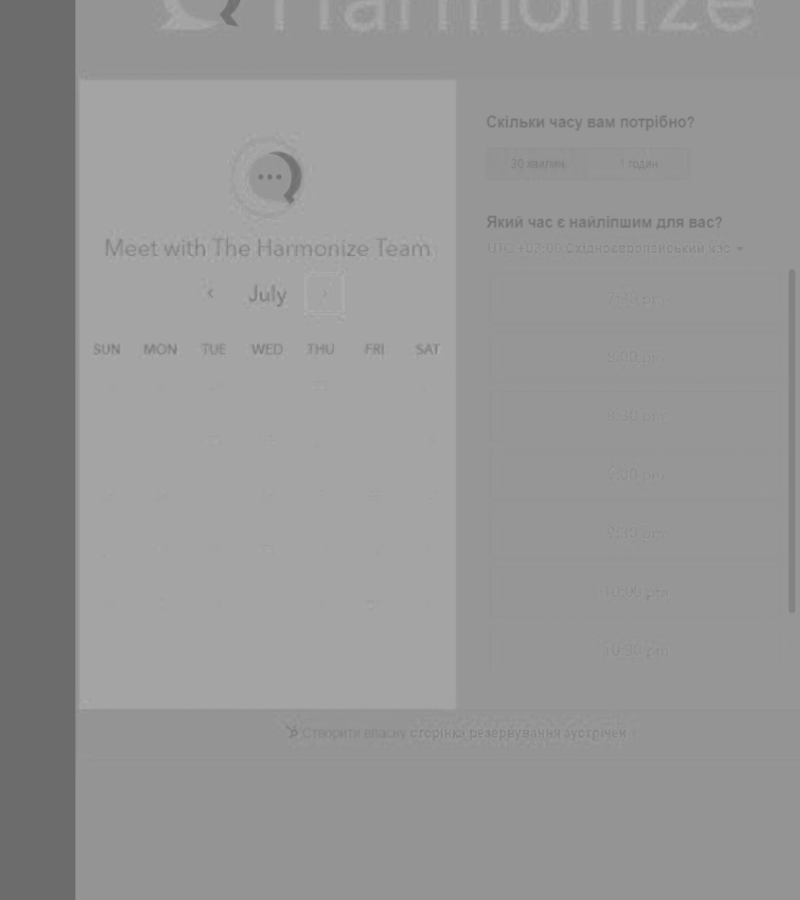 Harmonize
Meet with The Harmonize Team
July
SUN MON TUE WED THU FRI SAT
Скільки часу вам потрібно?
30 хвилин 1 годин
Який час є найліпшим для вас?
UTC +03:00 Східноєвропейський час
7:30 pm
8:00 pm
8:30 pm
9:00 pm
9:30 pm
10:00 pm
10:30 pm
Створити власну сторінка резервування зустрічей